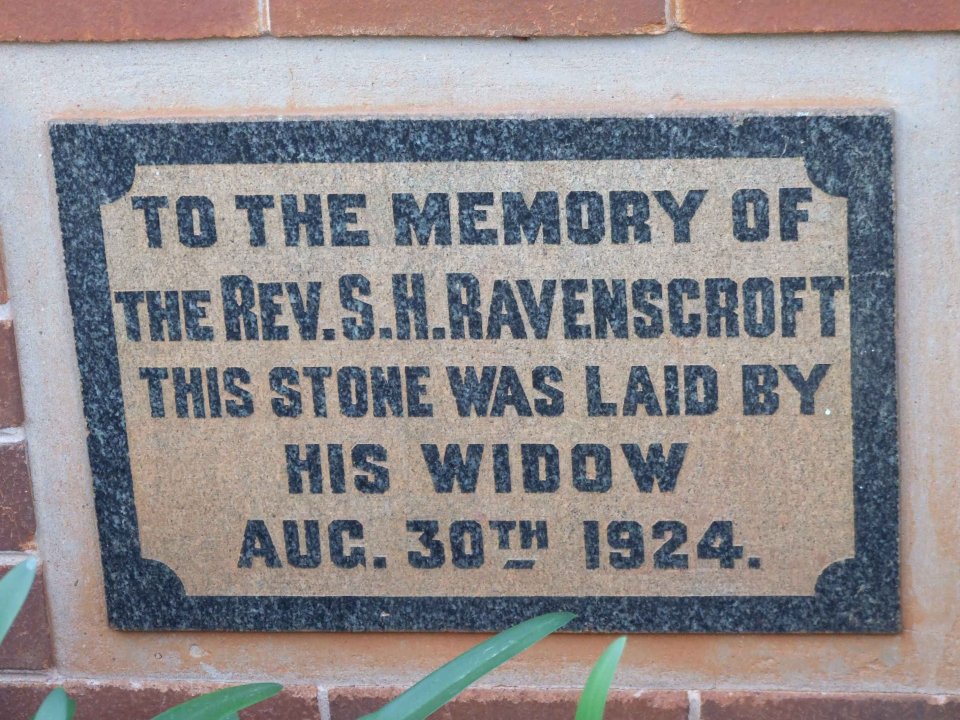 TO THE MEMORY OF
THE REV. S.H. RAVENSCROFT
THIS STONE WAS LAID BY
HIS WIDOW
AUG. 30TH 1924.